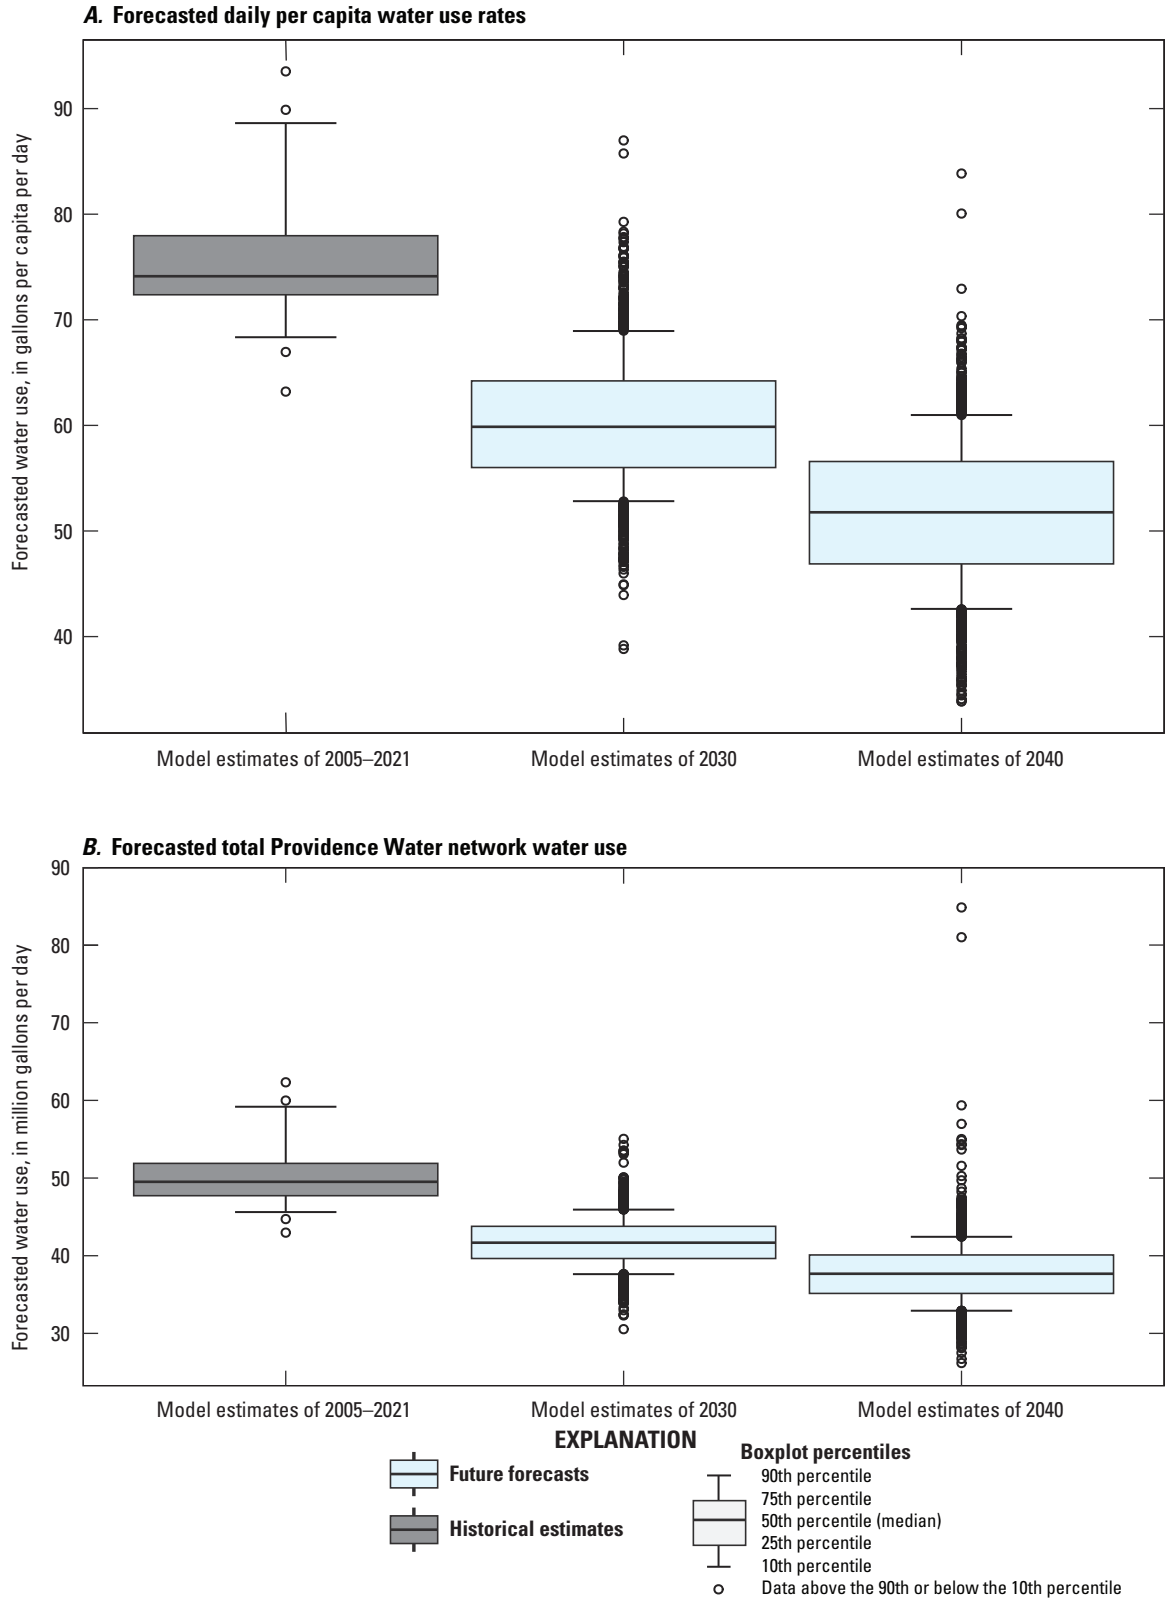 A. Forecasted daily per capita water use rates
Forecasted water use, in gallons per capita per day
90
80
70
60
50
40
Model estimates of 2005–2021 Model estimates of 2030 Model estimates of 2040
B. Forecasted total Providence Water network water use
Forecasted water use, in million gallons per day
90
80
70
60
50
40
30
Model estimates of 2005–2021 Model estimates of 2030 Model estimates of 2040
EXPLANATION
Future forecasts
Historical estimates
Boxplot percentiles
90th percentile
75th percentile
50th percentile (median)
25th percentile
10th percentile
Data above the 90th or below the 10th percentile